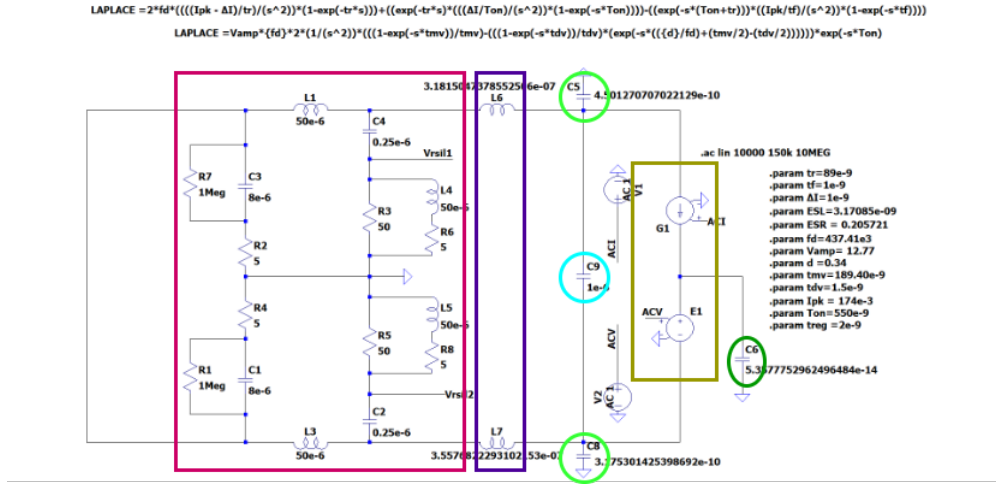 LAPLACE =2*fd*((((Ipk - ΔI)/tr)/(s^2))*(1-exp(-tr*s)))+((exp(-tr*s)*(((ΔI/Ton)/(s^2))*(1-exp(-s*Ton))))-((exp(-s*(Ton+tr)))*((Ipk/tf)/(s^2))*(1-exp(-s*tf))))
LAPLACE =Vamp*{fd}*2*(1/(s^2))*(((1-exp(-s*tmv))/tmv)-(((1-exp(-s*tdv))/tdv)*(exp(-s*(({d}/fd)+(tmv/2)-(tdv/2))))))*exp(-s*Ton)
C5
4.501270707022129e-10
L1
50e-6
L6
C4
0.25e-6
Vrsil1
R7
1Meg
C3
8e-6
R3
50
L4
50e-6
R6
5
R2
5
R4
5
L5
50e-6
R5
50
R8
5
R1
1Meg
C1
8e-6
Vrsil2
C2
0.25e-6
L3
50e-6
L7
C8
3.175301425398692e-10
C9
AC 1
V1
ACI
G1
ACI
ACV
E1
ACV
V2
AC 1
C6
5.3577752962496484e-14
.ac lin 10000 150k 10MEG
.param tr=89e-9
.param tf=1e-9
.param ΔI=1e-9
.param ESL=3.17085e-09
.param ESR = 0.205721
.param fd=437.41e3
.param Vamp= 12.77
.param d =0.34
.param tmv=189.40e-9
.param tdv=1.5e-9
.param Ipk = 174e-3
.param Ton=550e-9
.param treg =2e-9